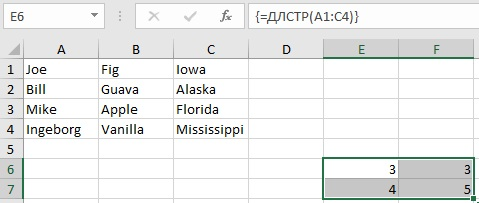 E6 fx {=ДЛСТР(A1:C4)}
A B C D E F
1 Joe Fig Iowa
2 Bill Guava Alaska
3 Mike Apple Florida
4 Ingeborg Vanilla Mississippi
5
6 3 3
7 4 5